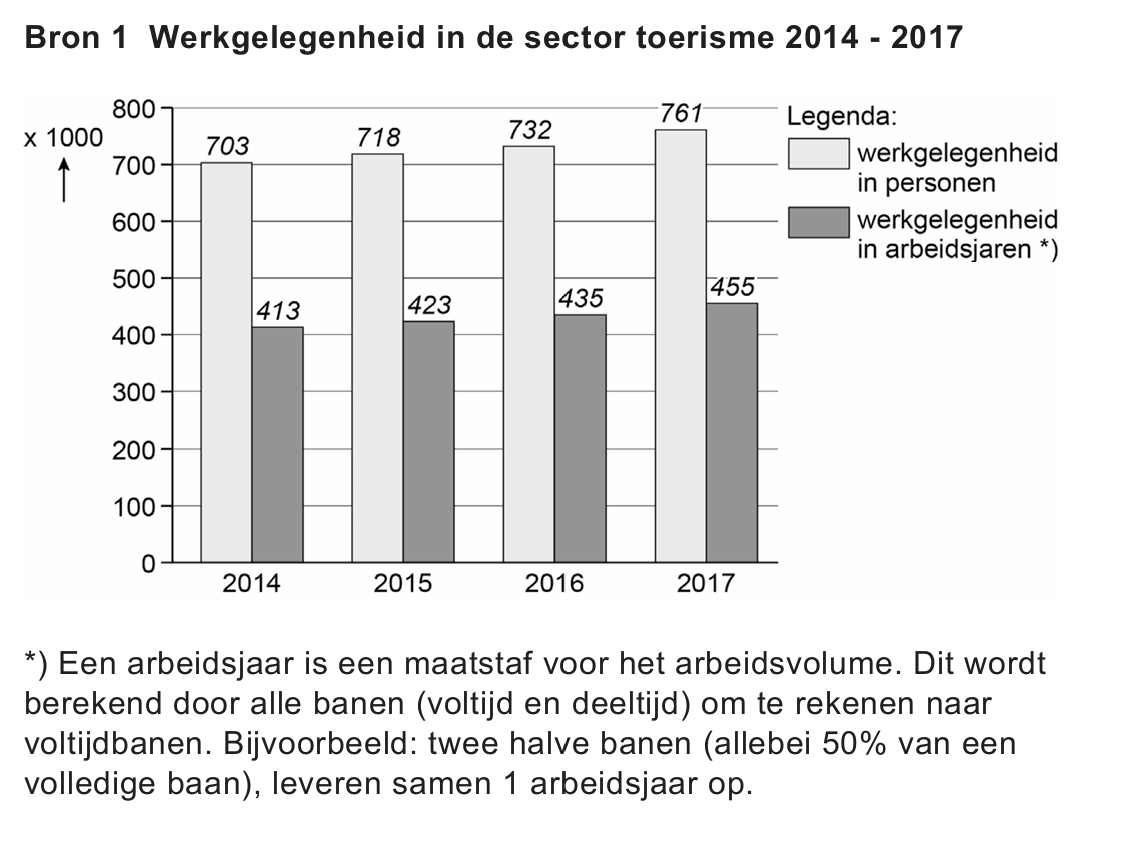 Bron 1 Werkgelegenheid in de sector toerisme 2014 - 2017
x 1000
800
700
600
500
400
300
200
100
0
703
413
718
423
732
435
761
455
2014
2015
2016
2017
Legenda:
werkgelegenheid
in personen
werkgelegenheid
in arbeidsjaren *)
*) Een arbeidsjaar is een maatstaf voor het arbeidsvolume. Dit wordt
berekend door alle banen (voltijd en deeltijd) om te rekenen naar
voltijdbanen. Bijvoorbeeld: twee halve banen (allebei 50% van een
volledige baan), leveren samen 1 arbeidsjaar op.